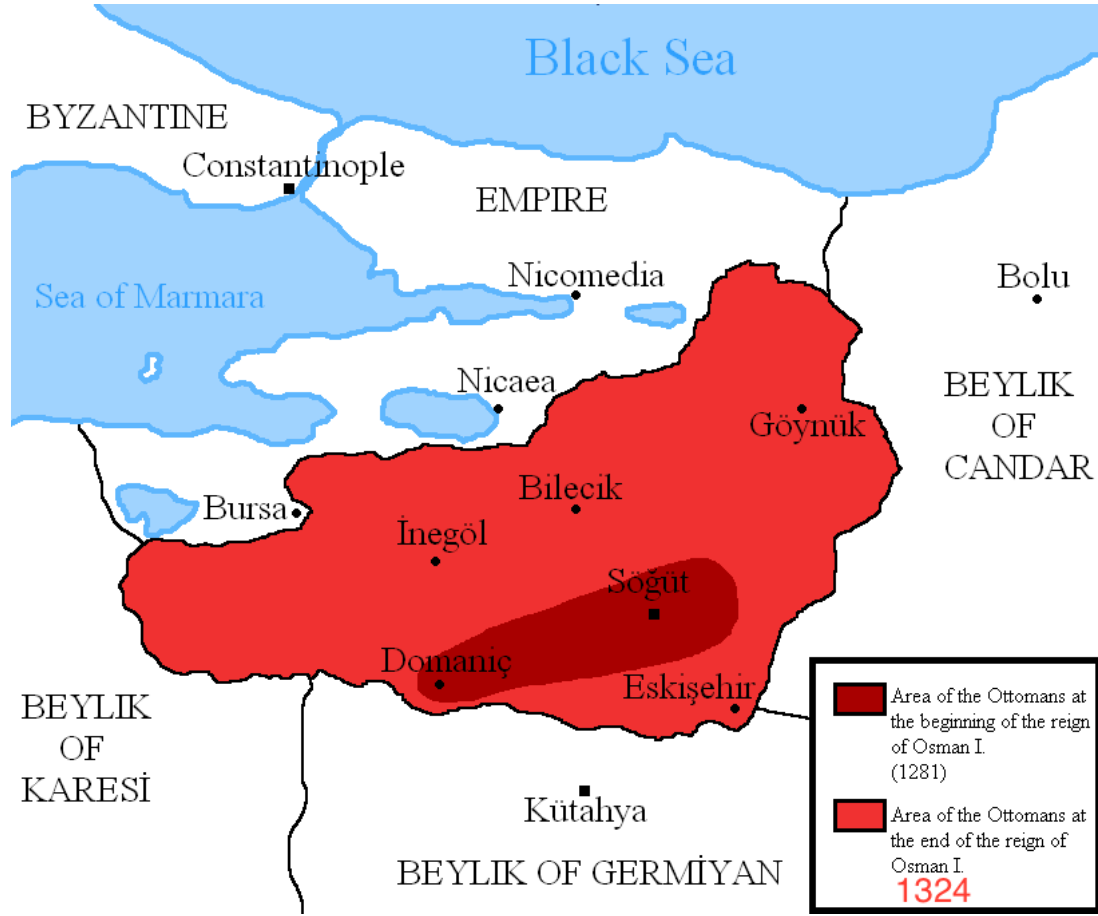 Black Sea
BYZANTINE
Constantinople
EMPIRE
Nicomedia
Bolu
Sea of Marmara
Nicaea
BEYLIK
OF
CANDAR
Göynük
Bilecik
Bursa
İnegöl
Söğüt
Domaniç
Eskişehir
BEYLIK
OF
KARESİ
Kütahya
BEYLIK OF GERMİYAN
Area of the Ottomans at
the beginning of the reign
of Osman I.
(1281)
Area of the Ottomans at
the end of the reign of
Osman I.
1324